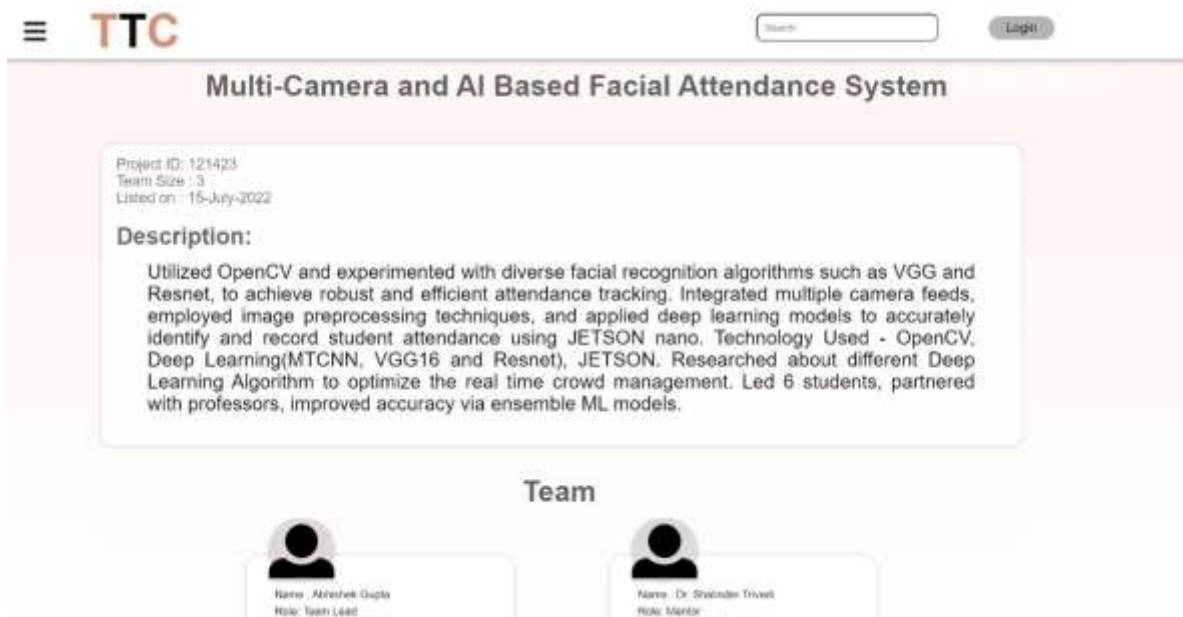 TTC
Search
Login
Multi-Camera and AI Based Facial Attendance System
Project ID: 121423
Team Size : 3
Listed on : 15-July-2022
Description:
Utilized OpenCV and experimented with diverse facial recognition algorithms such as VGG and
Resnet, to achieve robust and efficient attendance tracking. Integrated multiple camera feeds,
employed image preprocessing techniques, and applied deep learning models to accurately
identify and record student attendance using JETSON nano. Technology Used - OpenCV,
Deep Learning(MTCNN, VGG16 and Resnet), JETSON. Researched about different Deep
Learning Algorithm to optimize the real time crowd management. Led 6 students, partnered
with professors, improved accuracy via ensemble ML models.
Team
Name : Abhishek Gupta
Role: Team Lead
Name : Dr. Trivedi
Role: Mentor